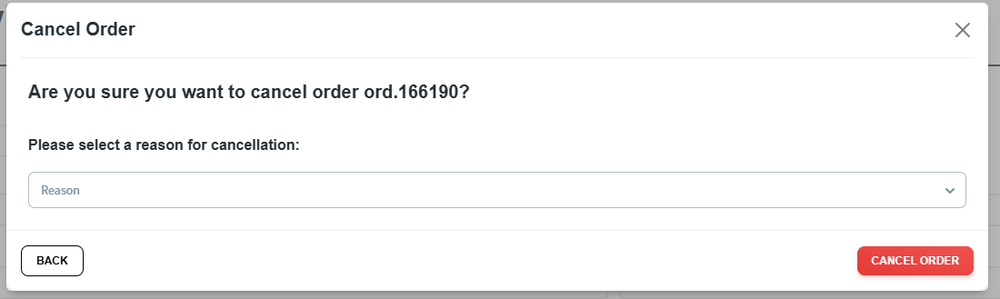 Cancel Order
Are you sure you want to cancel order ord.166190?
Please select a reason for cancellation:
Reason
BACK
CANCEL ORDER